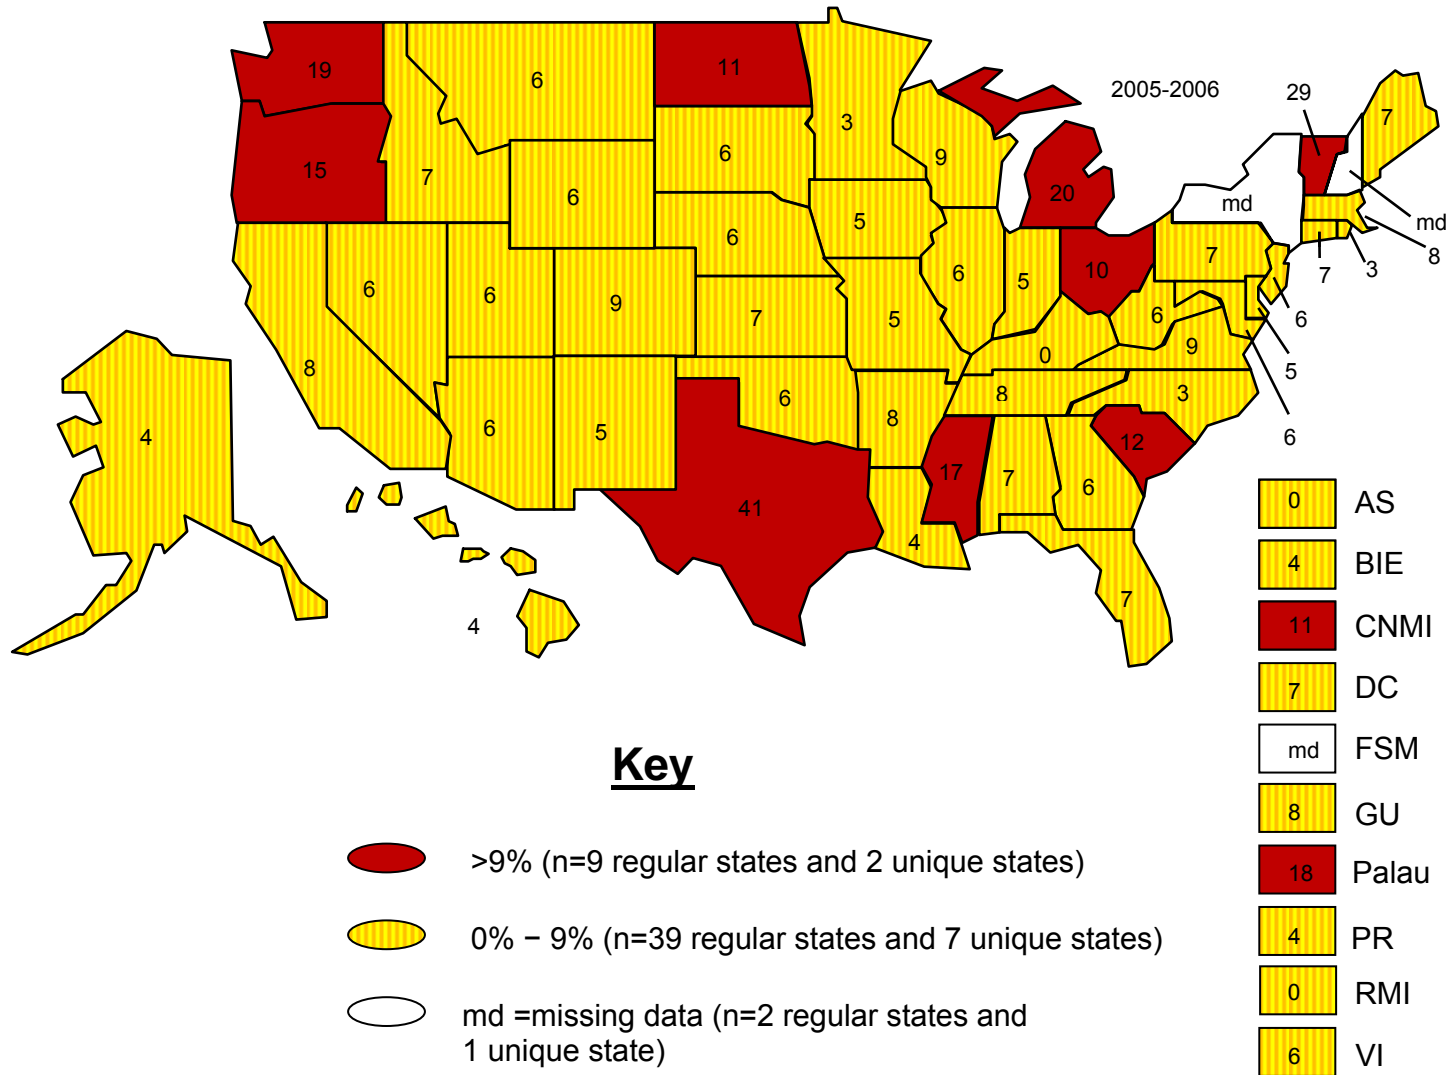 2005-2006
19
6
11
3
29
7
15
7
6
6
9
20
md
md
8
3
7
5
6
6
5
10
7
6
8
6
6
9
7
5
0
6
9
6
5
6
4
6
5
6
8
8
3
41
17
7
6
12
4
7
4
0 AS
4 BIE
11 CNMI
7 DC
md FSM
8 GU
18 Palau
4 PR
0 RMI
6 VI
Key
>9% (n=9 regular states and 2 unique states)
0% − 9% (n=39 regular states and 7 unique states)
md =missing data (n=2 regular states and
1 unique state)